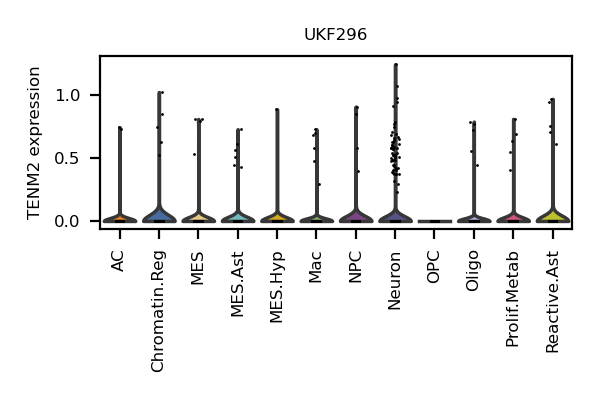 UKF296
TENM2 expression
1.0
0.5
0.0
AC
Chromatin.Reg
MES
MES.Ast
MES.Hyp
Mac
NPC
Neuron
OPC
Oligo
Prolif.Metab
Reactive.Ast